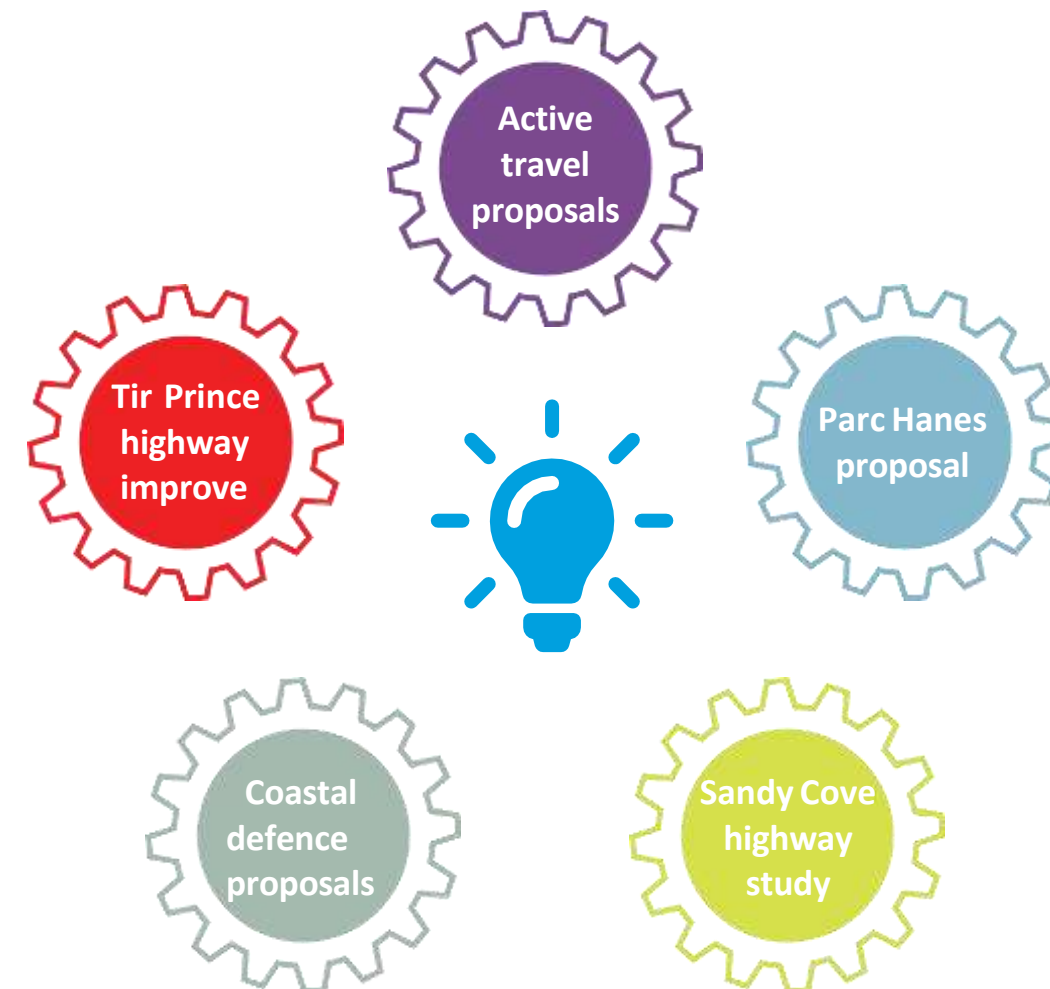 Active
travel
proposals
Tir Prince
highway
improve
Parc Hanes
proposal
Coastal
defence
proposals
Sandy Cove
highway
study